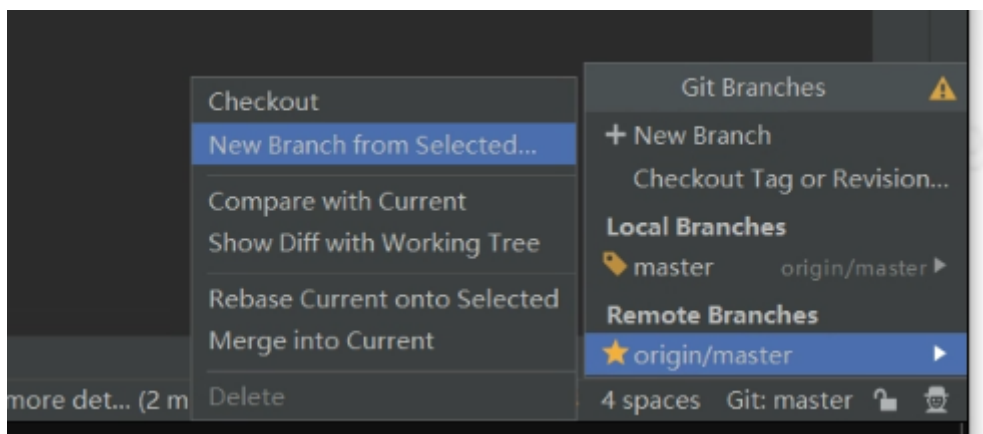 Checkout
New Branch from Selected...
Compare with Current
Show Diff with Working Tree
Rebase Current onto Selected
Merge into Current
Delete
Git Branches
+ New Branch
Checkout Tag or Revision...
Local Branches
master origin/master
Remote Branches
origin/master
more det... (2 m
4 spaces Git: master